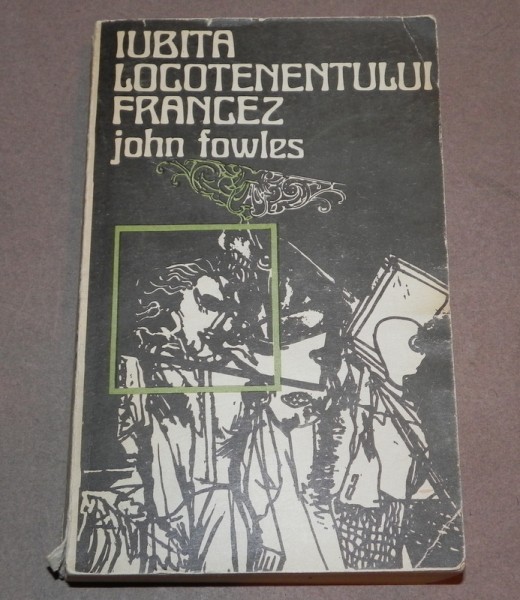 IUBITA
LOCOTENENTULUI
FRANCEZ
john fowles